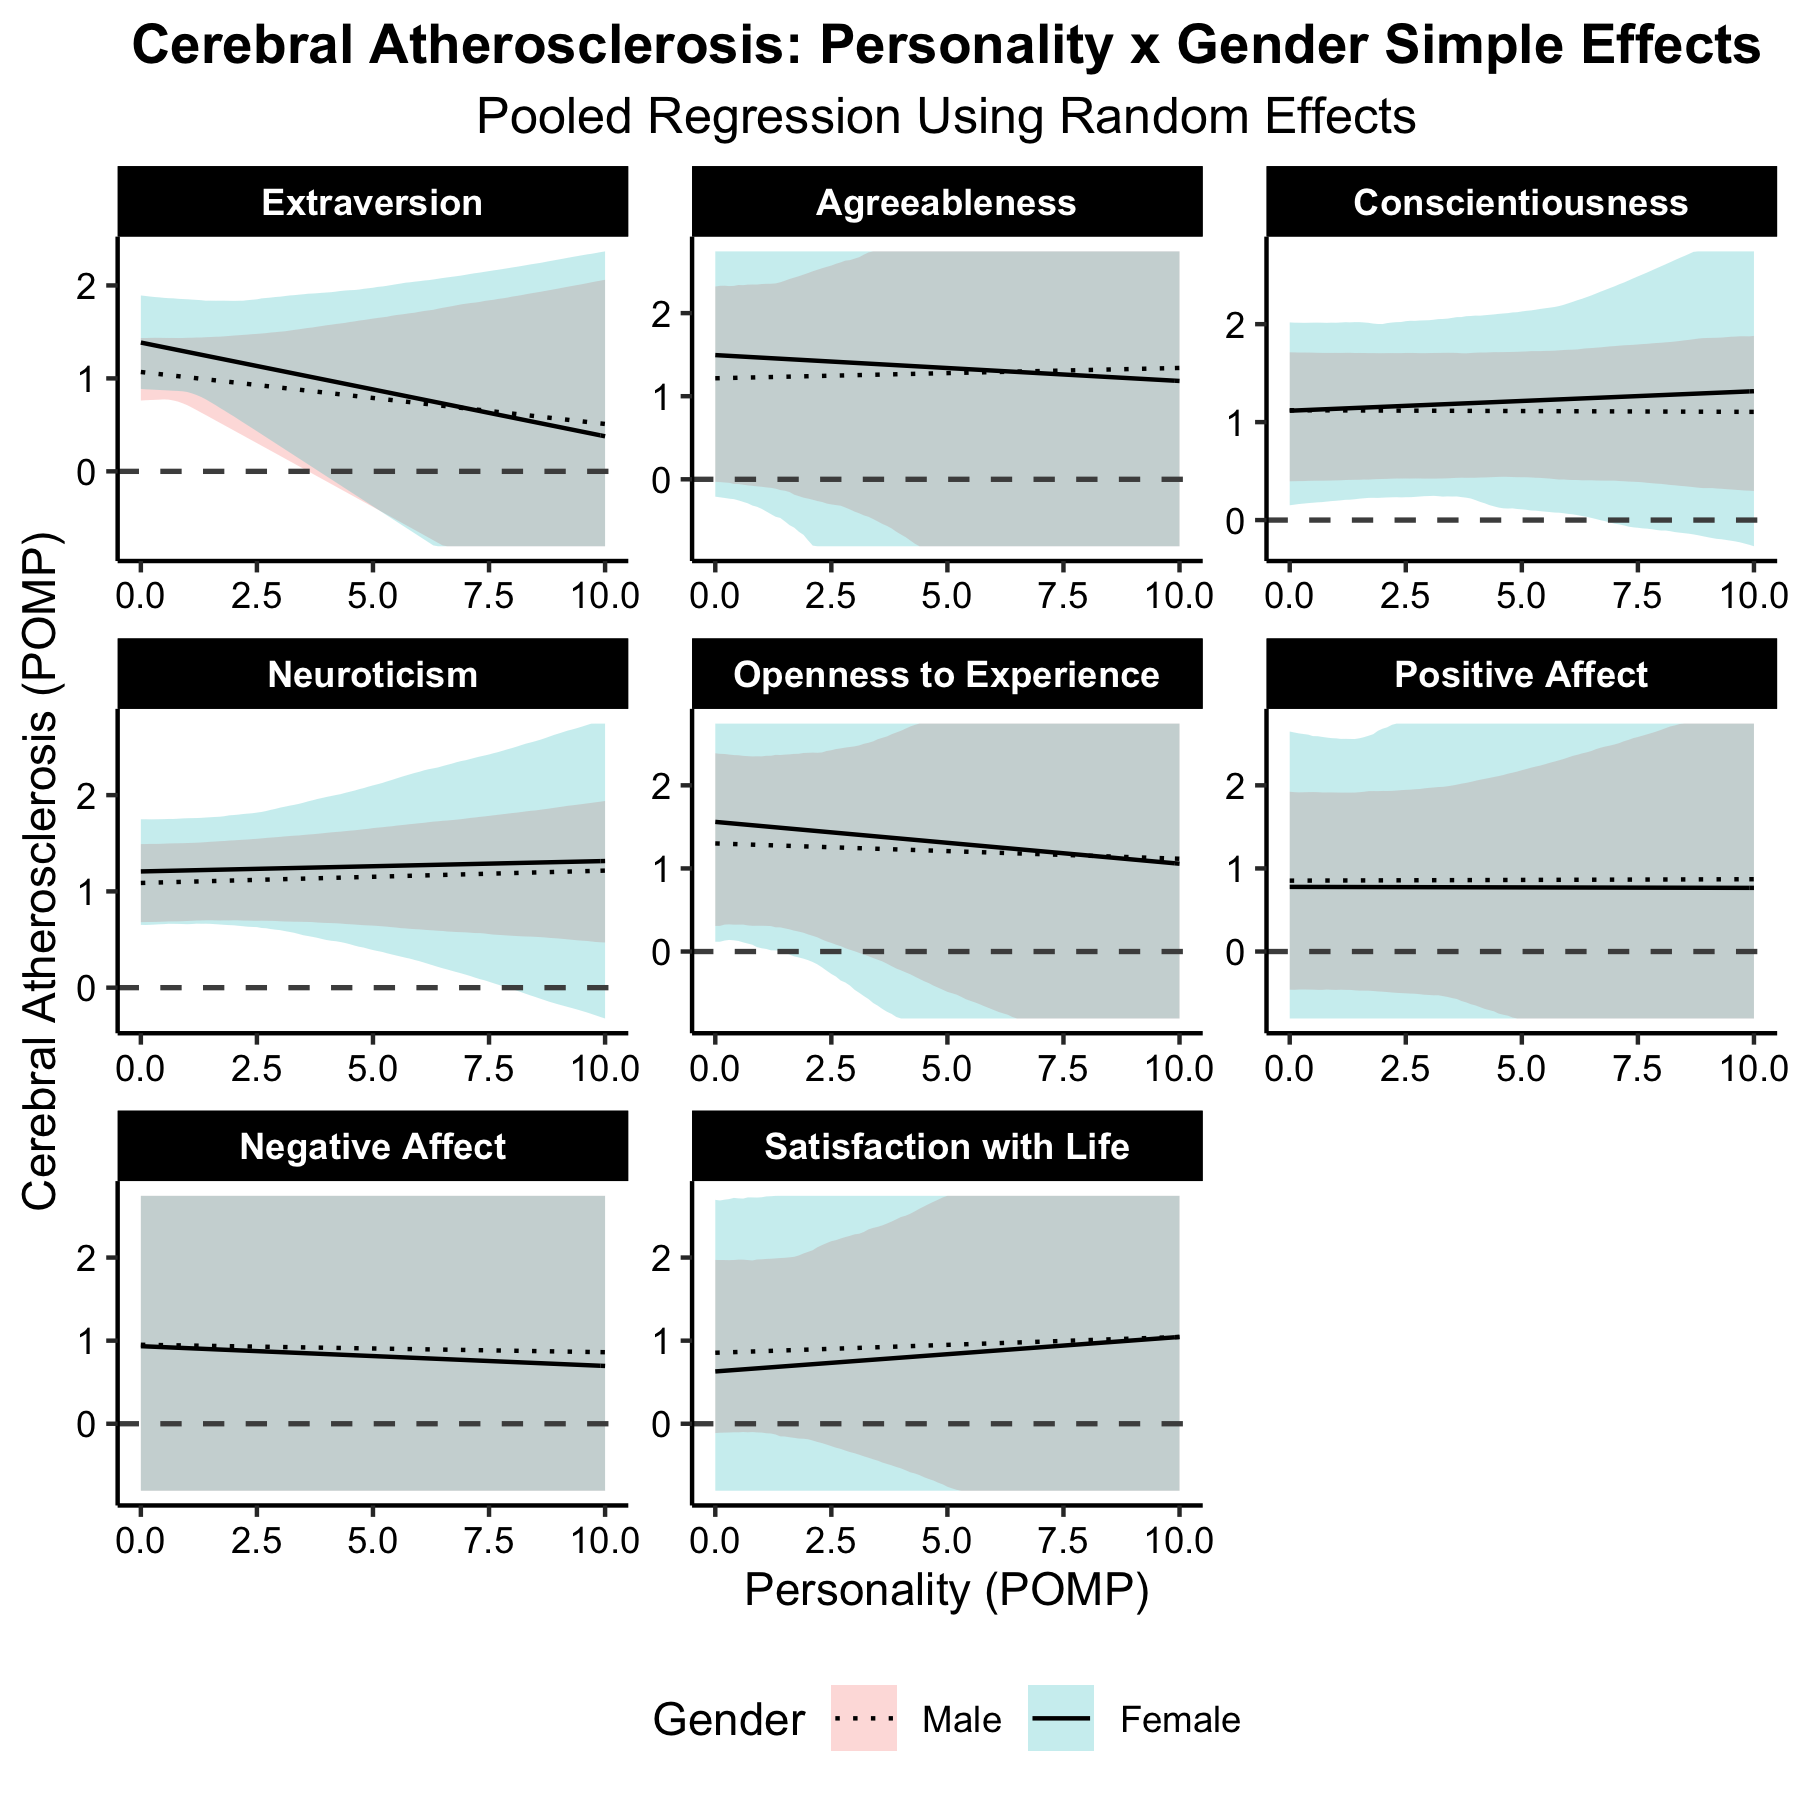 Cerebral Atherosclerosis: Personality x Gender Simple Effects
Pooled Regression Using Random Effects
Cerebral Atherosclerosis (POMP)
Extraversion
2
1
0
0.0 2.5 5.0 7.5 10.0
Agreeableness
2
1
0
0.0 2.5 5.0 7.5 10.0
Conscientiousness
2
1
0
0.0 2.5 5.0 7.5 10.0
Neuroticism
2
1
0
0.0 2.5 5.0 7.5 10.0
Openness to Experience
2
1
0
0.0 2.5 5.0 7.5 10.0
Positive Affect
2
1
0
0.0 2.5 5.0 7.5 10.0
Negative Affect
2
1
0
0.0 2.5 5.0 7.5 10.0
Satisfaction with Life
2
1
0
0.0 2.5 5.0 7.5 10.0
Personality (POMP)
Gender Male Female